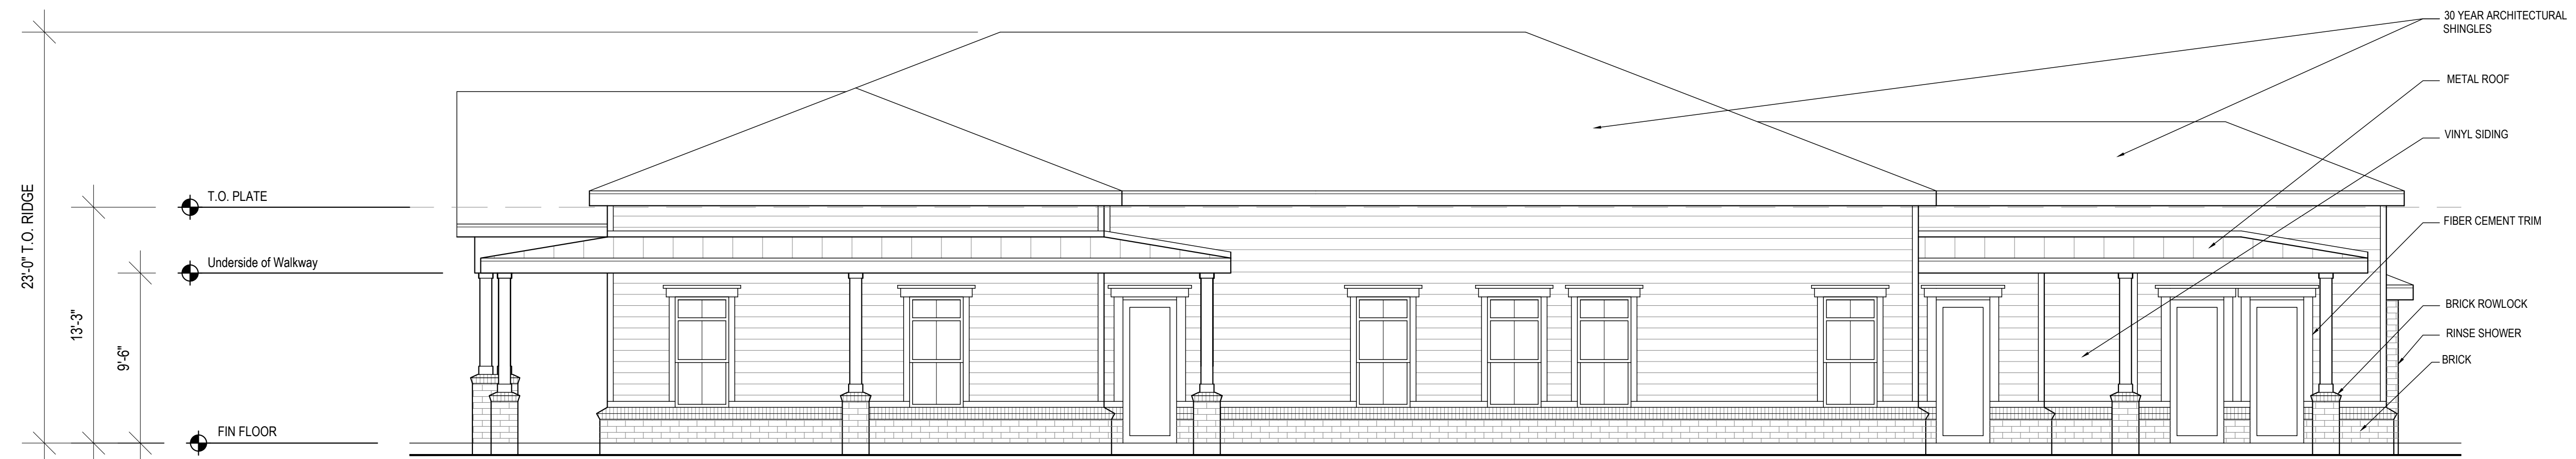 23'-0" T.O. RIDGE
13'-3"
9'-6"
T.O. PLATE
Underside of Walkway
FIN FLOOR
30 YEAR ARCHITECTURAL
SHINGLES
METAL ROOF
VINYL SIDING
FIBER CEMENT TRIM
BRICK ROWLOCK
RINSE SHOWER
BRICK